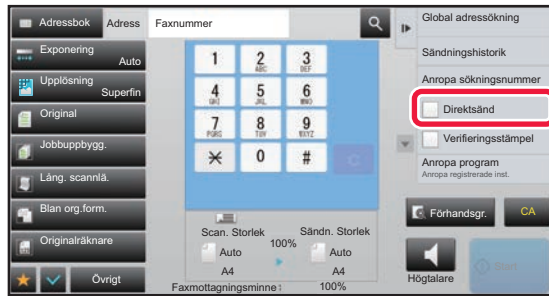 Adressbok
Adress
Faxnummer
Exponering
Auto
Upplösning
Superfin
Original
Jobbuppbygg.
Lång. scannlä.
Blan org.form.
Originalräknare
Övrigt
1
2
ABC
3
DEF
4
GHI
5
JKL
6
MNO
7
PQRS
8
TUV
9
WXYZ
0
#
C
Scan. Storlek
Sändn. Storlek
100%
Auto
Auto
A4
A4
Faxmottagningsminne:
100%
Global adressökning
Sändningshistorik
Anropa sökningsnummer
Direktsänd
Verifieringsstämpel
Anropa program
Anropa registrerade inst.
Förhandsgr.
CA
Högtalare
Start